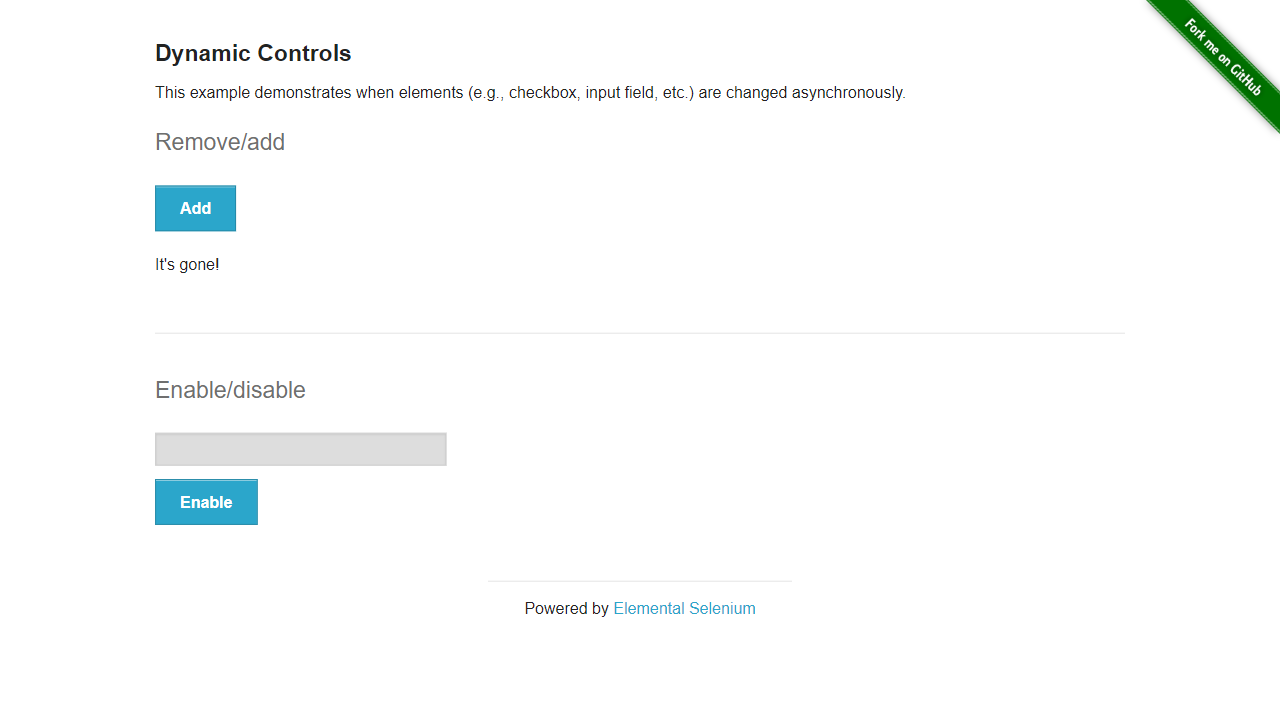 Fork me on GitHub
Dynamic Controls
This example demonstrates when elements (e.g., checkbox, input field, etc.) are changed asynchronously.
Remove/add
Add
It's gone!
Enable/disable
Enable
Powered by Elemental Selenium